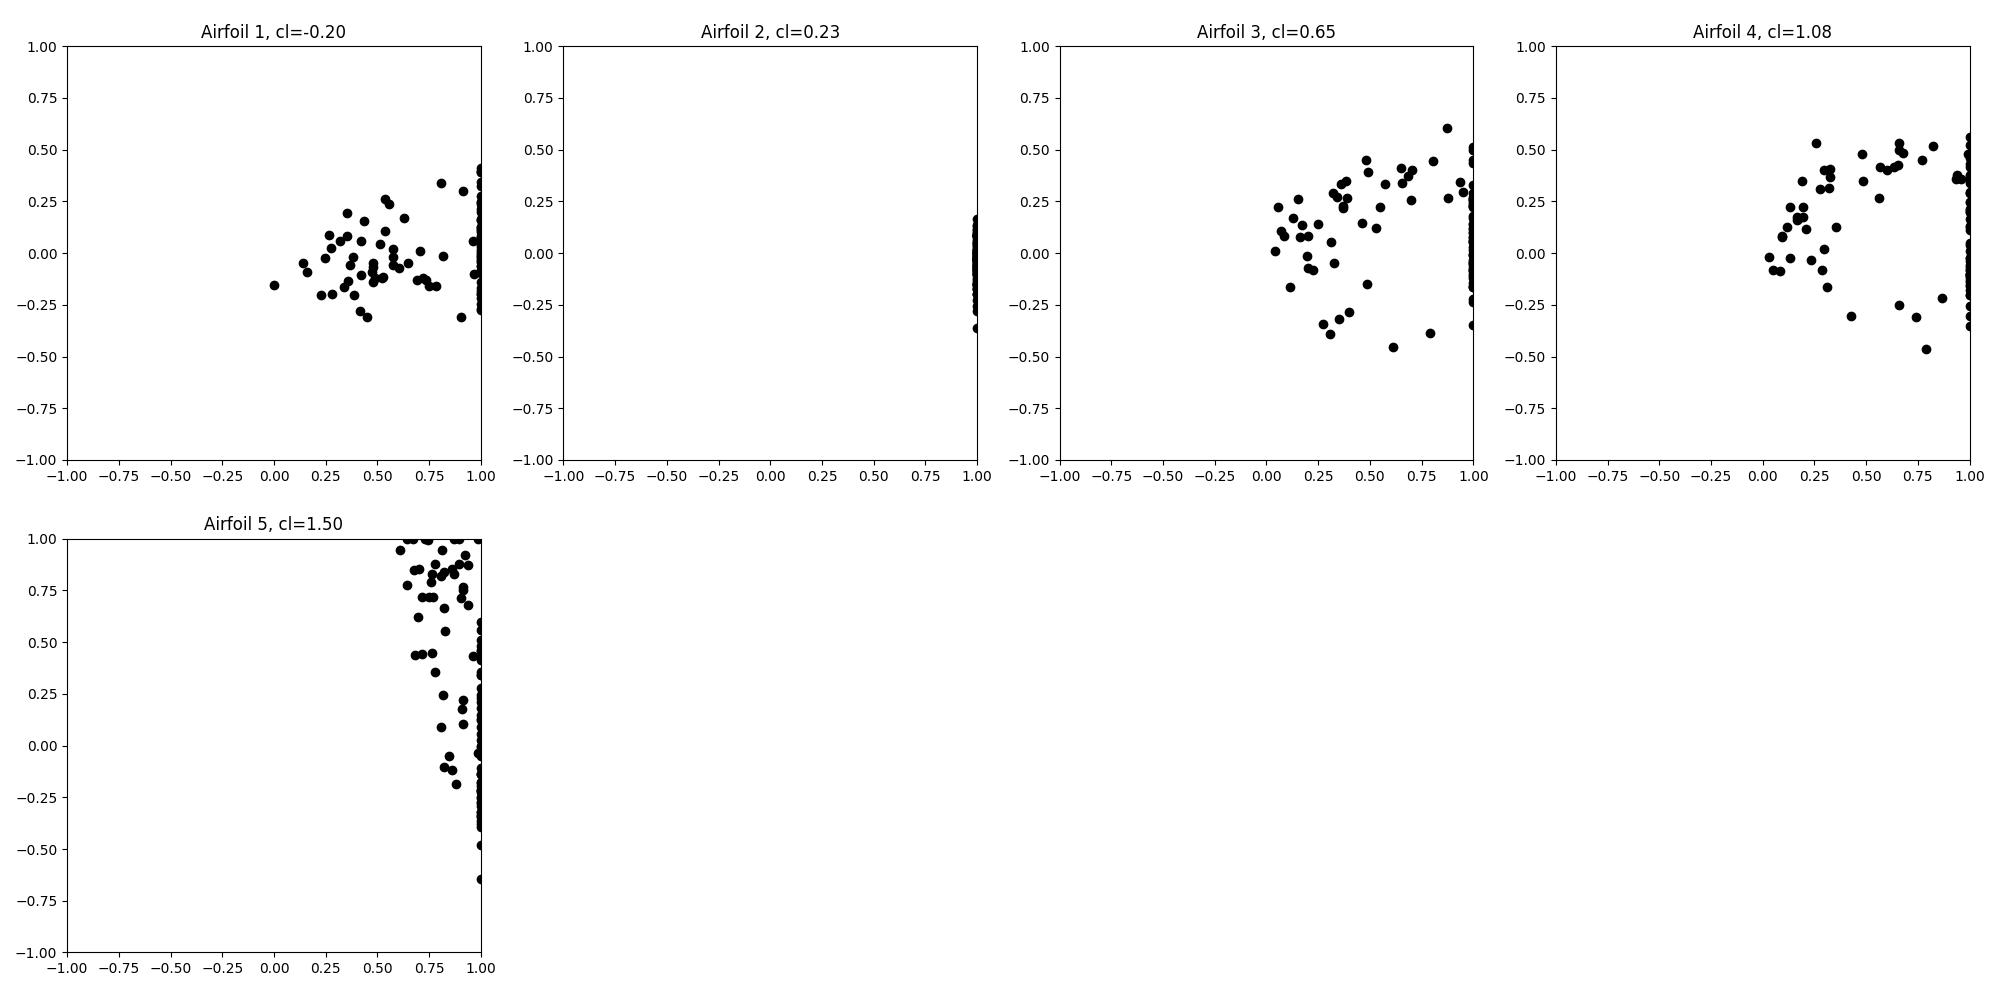 Airfoil 1, cl=-0.20
Airfoil 2, cl=0.23
Airfoil 3, cl=0.65
Airfoil 4, cl=1.08
1.00 1.00 1.00 1.00
0.75 0.75 0.75 0.75
0.50 0.50 0.50 0.50
0.25 0.25 0.25 0.25
0.00 0.00 0.00 0.00
−0.25 −0.25 −0.25 −0.25
−0.50 −0.50 −0.50 −0.50
−0.75 −0.75 −0.75 −0.75
−1.00 −1.00 −1.00 −1.00
−1.00 −0.75 −0.50 −0.25 0.00 0.25 0.50 0.75 1.00
−1.00 −0.75 −0.50 −0.25 0.00 0.25 0.50 0.75 1.00
−1.00 −0.75 −0.50 −0.25 0.00 0.25 0.50 0.75 1.00
−1.00 −0.75 −0.50 −0.25 0.00 0.25 0.50 0.75 1.00
Airfoil 5, cl=1.50
1.00
0.75
0.50
0.25
0.00
−0.25
−0.50
−0.75
−1.00
−1.00 −0.75 −0.50 −0.25 0.00 0.25 0.50 0.75 1.00